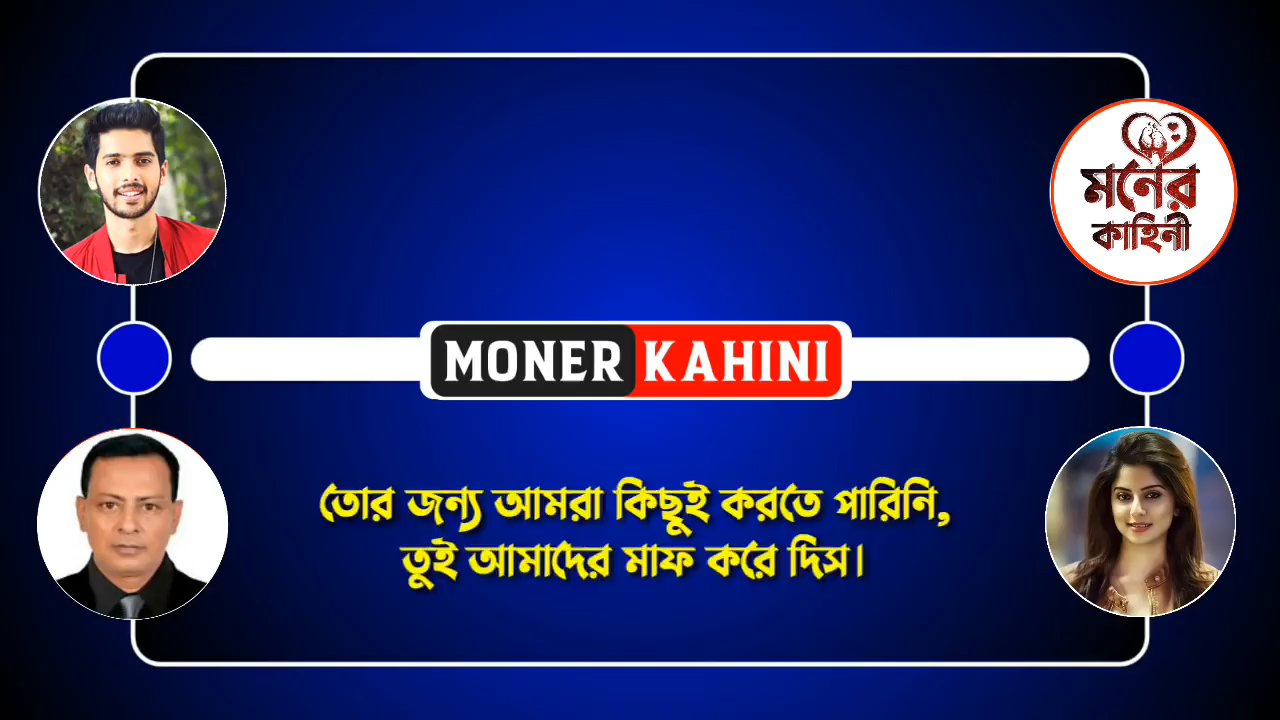 মনের
কাহিনী
MONER KAHINI
তোর জন্য আমরা কিছুই করতে পারিনি,
তুই আমাদের মাফ করে দিস।